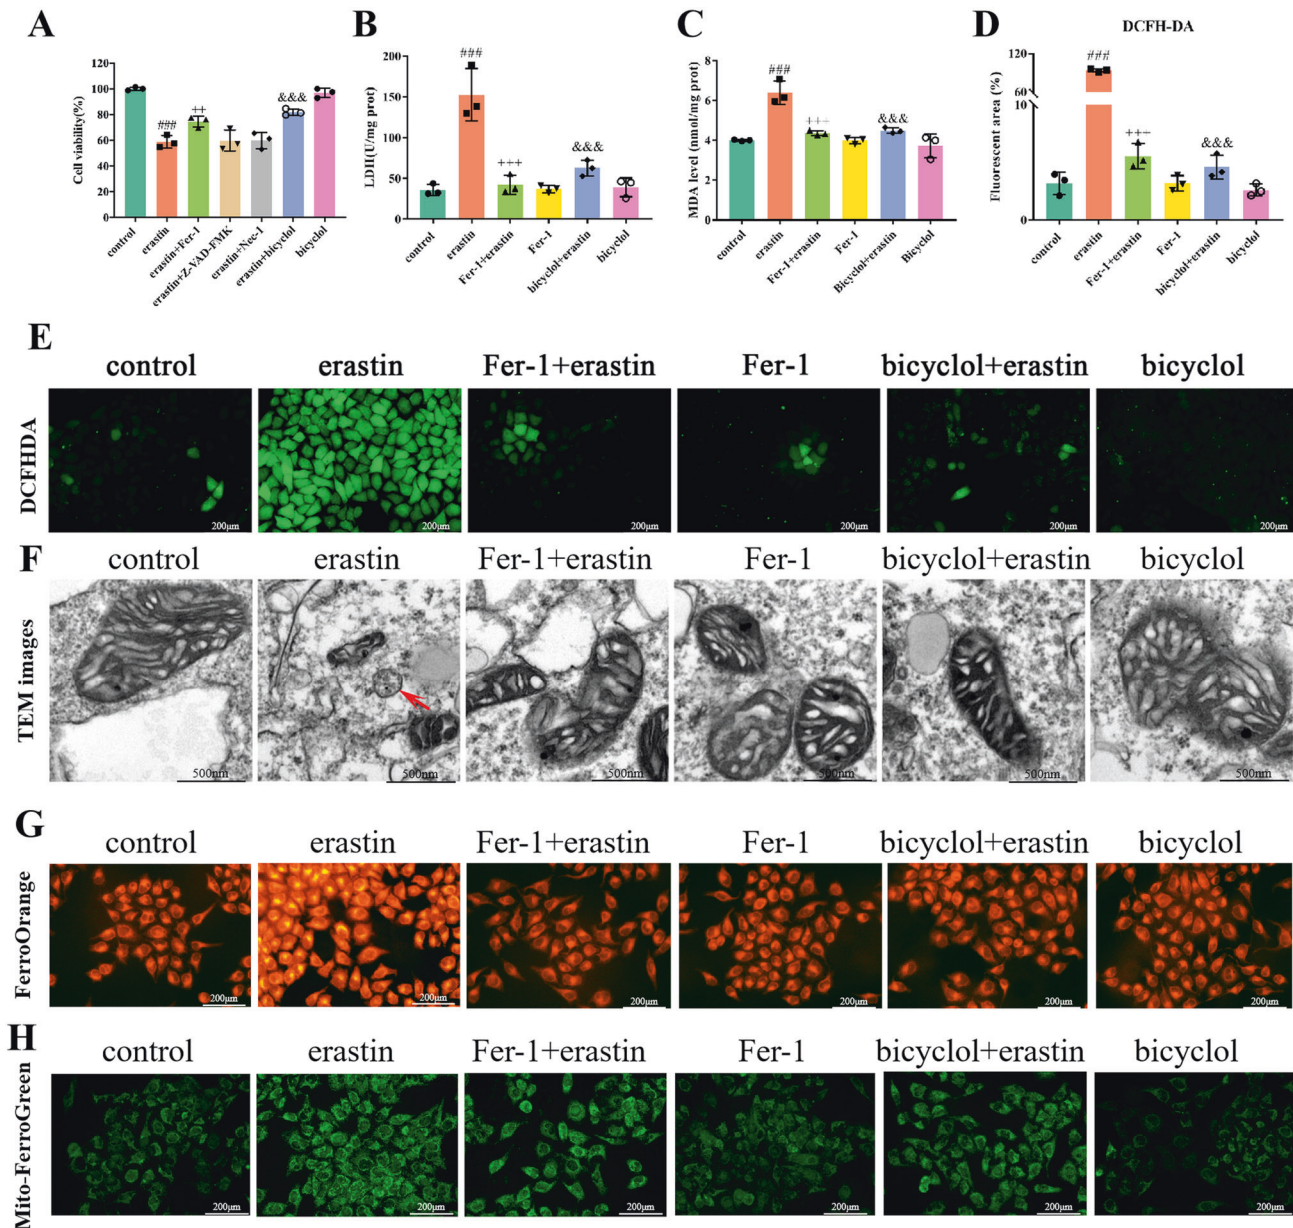 A
Cell viability(%)
120
100
80
60
40
20
0
###
++
&&&
control
erastin
erastin+Fer-1
erastin+Z-VAD-FMK
erastin+Nec-1
erastin+bicyclol
bicyclol
B
LDH(U/mg prot)
200
150
100
50
0
###
+++
&&&
control
erastin
Fer-1+erastin
Fer-1
bicyclol+erastin
bicyclol
C
MDA level (nmol/mg prot)
8
6
4
2
0
###
+++
&&&
control
erastin
Fer-1+erastin
Fer-1
Bicyclol+erastin
Bicyclol
D
DCFH-DA
Fluorescent area (%)
120
60
10
0
###
+++
&&&
control
erastin
Fer-1+erastin
Fer-1
bicyclol+erastin
bicyclol
E
control erastin Fer-1+erastin Fer-1 bicyclol+erastin bicyclol
DCFHDA
200μm 200μm 200μm 200μm 200μm 200μm
F
control erastin Fer-1+erastin Fer-1 bicyclol+erastin bicyclol
TEM images
500nm 500nm 500nm 500nm 500nm 500nm
G
control erastin Fer-1+erastin Fer-1 bicyclol+erastin bicyclol
FerroOrange
200μm 200μm 200μm 200μm 200μm 200μm
H
control erastin Fer-1+erastin Fer-1 bicyclol+erastin bicyclol
Mito-FerroGreen
200μm 200μm 200μm 200μm 200μm 200μm